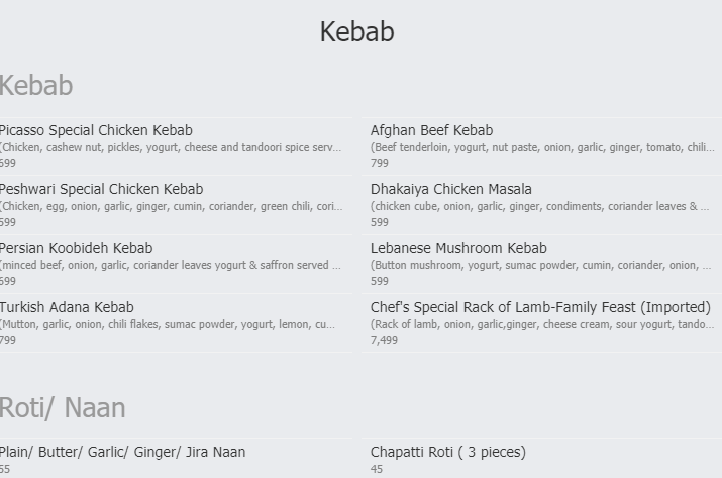 Kebab
Kebab
Picasso Special Chicken Kebab
(Chicken, cashew nut, pickles, yogurt, cheese and tandoori spice serv...
699
Afghan Beef Kebab
(Beef tenderloin, yogurt, nut paste, onion, garlic, ginger, tomato, chili...
799
Peshwari Special Chicken Kebab
(Chicken, egg, onion, garlic, ginger, cumin, coriander, green chili, cori...
599
Dhakaiya Chicken Masala
(chicken cube, onion, garlic, ginger, condiments, coriander leaves & ...
599
Persian Koobideh Kebab
(minced beef, onion, garlic, coriander leaves yogurt & saffron served ...
699
Lebanese Mushroom Kebab
(Button mushroom, yogurt, sumac powder, cumin, coriander, onion, ...
599
Turkish Adana Kebab
(Mutton, garlic, onion, chili flakes, sumac powder, yogurt, lemon, cu...
799
Chef's Special Rack of Lamb-Family Feast (Imported)
(Rack of lamb, onion, garlic,ginger, cheese cream, sour yogurt, tando...
7,499
Roti/ Naan
Plain/ Butter/ Garlic/ Ginger/ Jira Naan
55
Chapatti Roti ( 3 pieces)
45